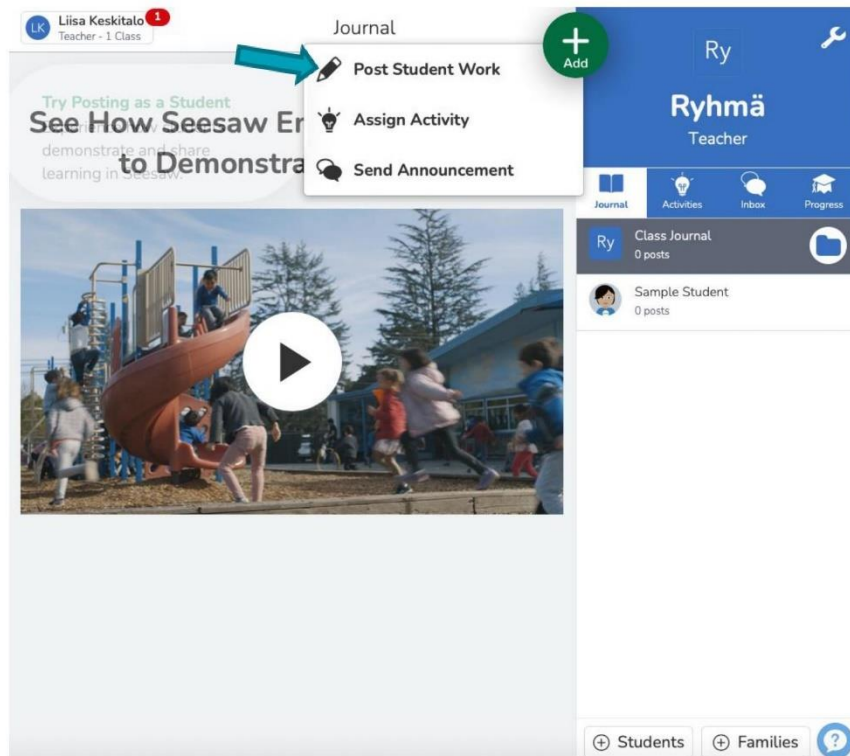 LK
Liisa Keskitalo
1
Teacher - 1 Class
Journal
Add
Post Student Work
Assign Activity
Send Announcement
Try Posting as a Student
See How Seesaw Er
demonstrate and share
to Demonstra
learning in Seesaw.
Ry
Ryhmä
Teacher
Journal
Activities
Inbox
Progress
Ry
Class Journal
0 posts
Sample Student
0 posts
Students
Families
?